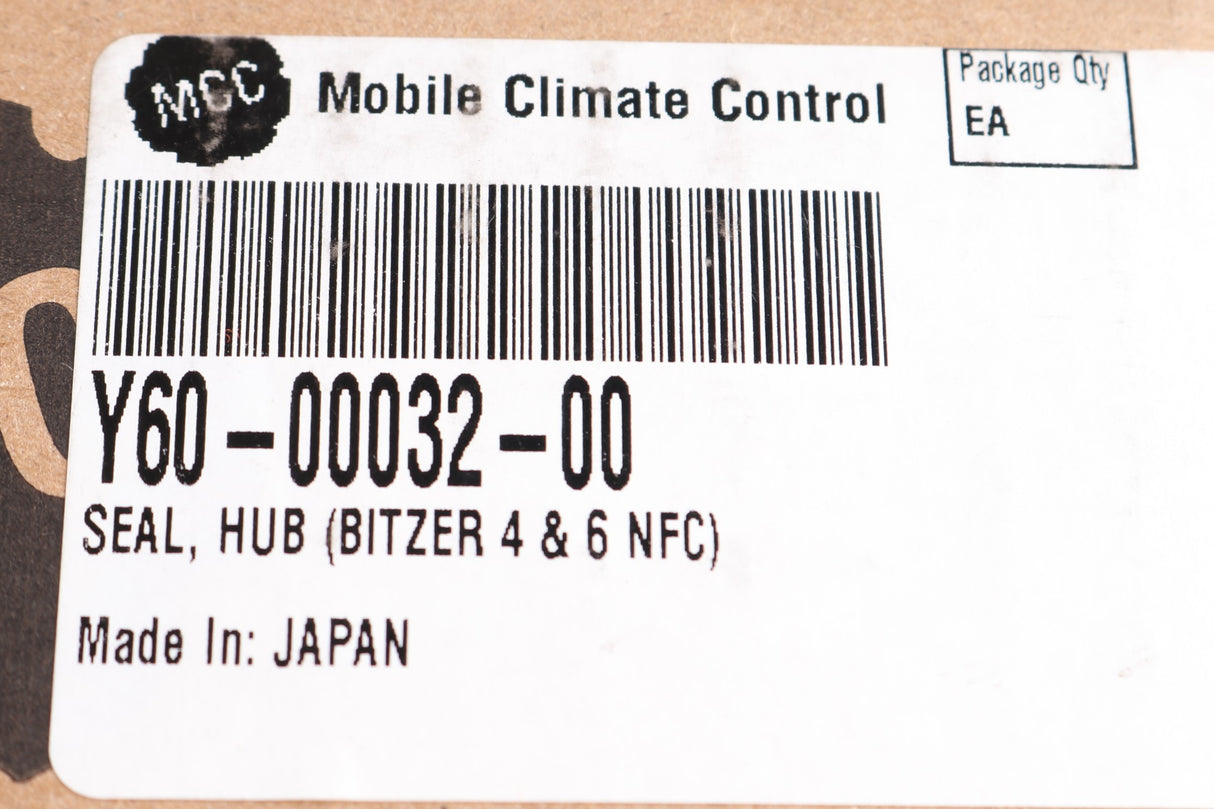 MCC
Mobile Climate Control
Package Qty
EA
Y60-00032-00
SEAL, HUB (BITZER 4 & 6 NFC)
Made In: JAPAN